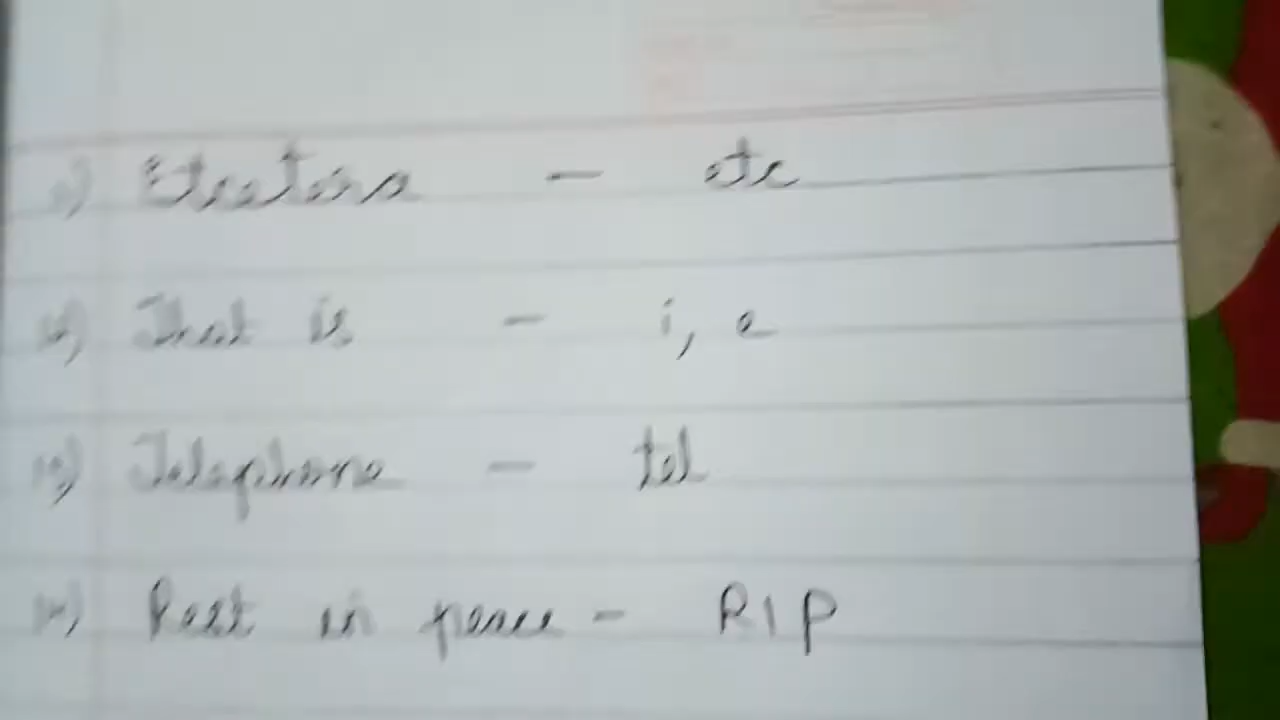 Etcetera - etc
That is - i, e
Telephone - tel
Rest in peace - RIP